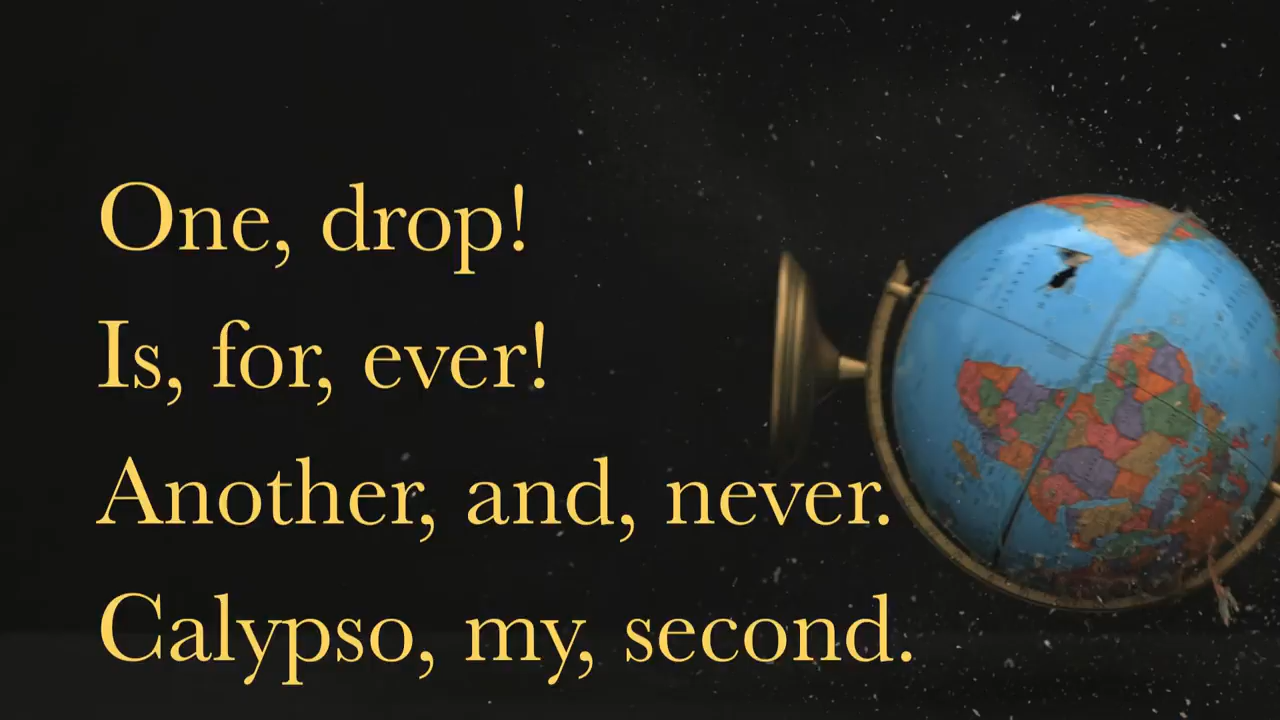 One, drop!
Is, for, ever!
Another, and, never.
Calypso, my, second.